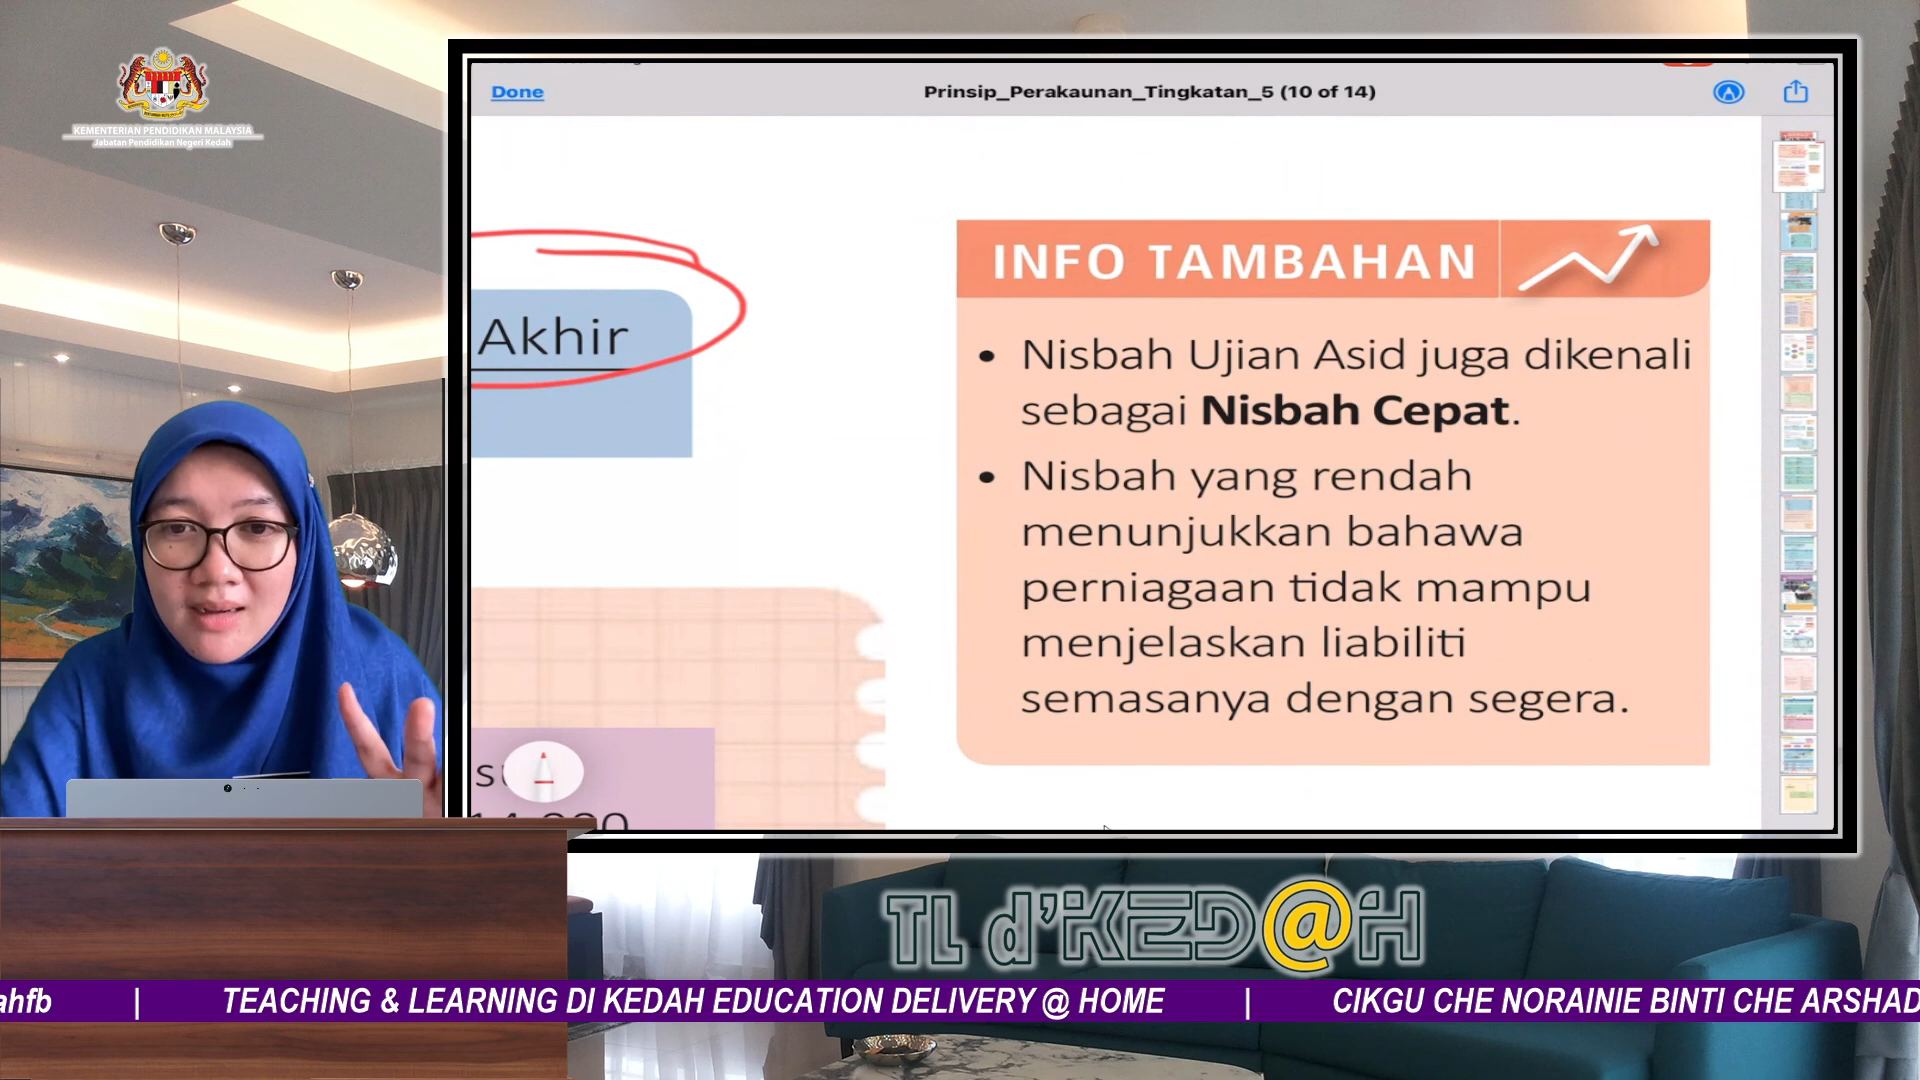 KEMENTERIAN PENDIDIKAN MALAYSIA
Jabatan Pendidikan Negeri Kedah
Done
Prinsip_Perakaunan_Tingkatan_5 (10 of 14)
Akhir
INFO TAMBAHAN
• Nisbah Ujian Asid juga dikenali
sebagai Nisbah Cepat.
• Nisbah yang rendah
menunjukkan bahawa
perniagaan tidak mampu
menjelaskan liabiliti
semasanya dengan segera.
TL d'KED@H
ahfb | TEACHING & LEARNING DI KEDAH EDUCATION DELIVERY @ HOME | CIKGU CHE NORAINIE BINTI CHE ARSHAD